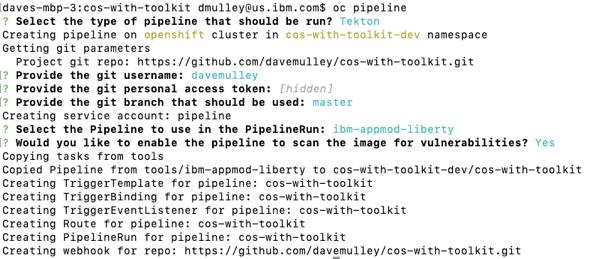 daves-mbp-3:cos-with-toolkit dmulley@us.ibm.com$ oc pipeline
? Select the type of pipeline that should be run? Tekton
Creating pipeline on openshift cluster in cos-with-toolkit-dev namespace
Getting git parameters
Project git repo: https://github.com/davemulley/cos-with-toolkit.git
[? Provide the git username: davemulley
[? Provide the git personal access token: [hidden]
[? Provide the git branch that should be used: master
Creating service account: pipeline
? Select the Pipeline to use in the PipelineRun: ibm-appmod-liberty
[? Would you like to enable the pipeline to scan the image for vulnerabilities? Yes
Copying tasks from tools
Copied Pipeline from tools/ibm-appmod-liberty to cos-with-toolkit-dev/cos-with-toolkit
Creating TriggerTemplate for pipeline: cos-with-toolkit
Creating TriggerBinding for pipeline: cos-with-toolkit
Creating TriggerEventListener for pipeline: cos-with-toolkit
Creating Route for pipeline: cos-with-toolkit
Creating PipelineRun for pipeline: cos-with-toolkit
Creating webhook for repo: https://github.com/davemulley/cos-with-toolkit.git